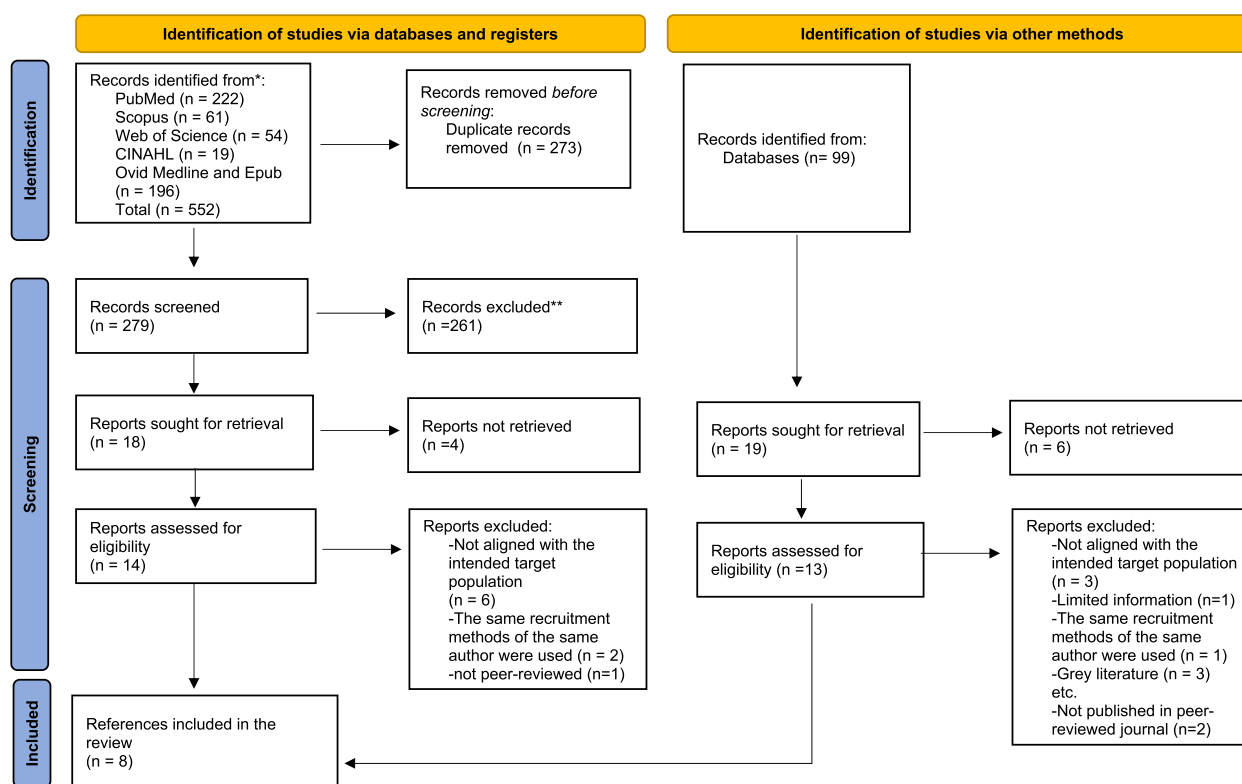 Identification of studies via databases and registers
Identification of studies via other methods
Identification
Records identified from*:
PubMed (n = 222)
Scopus (n = 61)
Web of Science (n = 54)
CINAHL (n = 19)
Ovid Medline and Epub
(n = 196)
Total (n = 552)
Records removed before
screening:
Duplicate records
removed (n = 273)
Records identified from:
Databases (n= 99)
Screening
Records screened
(n = 279)
Records excluded**
(n =261)
Reports sought for retrieval
(n = 18)
Reports not retrieved
(n =4)
Reports sought for retrieval
(n = 19)
Reports not retrieved
(n = 6)
Reports assessed for
eligibility
(n = 14)
Reports excluded:
-Not aligned with the
intended target
population
(n = 6)
-The same recruitment
methods of the same
author were used (n = 2)
-not peer-reviewed (n=1)
Reports assessed for
eligibility (n =13)
Reports excluded:
-Not aligned with the
intended target population
(n = 3)
-Limited information (n=1)
-The same recruitment
methods of the same
author were used (n = 1)
-Grey literature (n = 3)
etc.
-Not published in peer-
reviewed journal (n=2)
Included
References included in the
review
(n = 8)